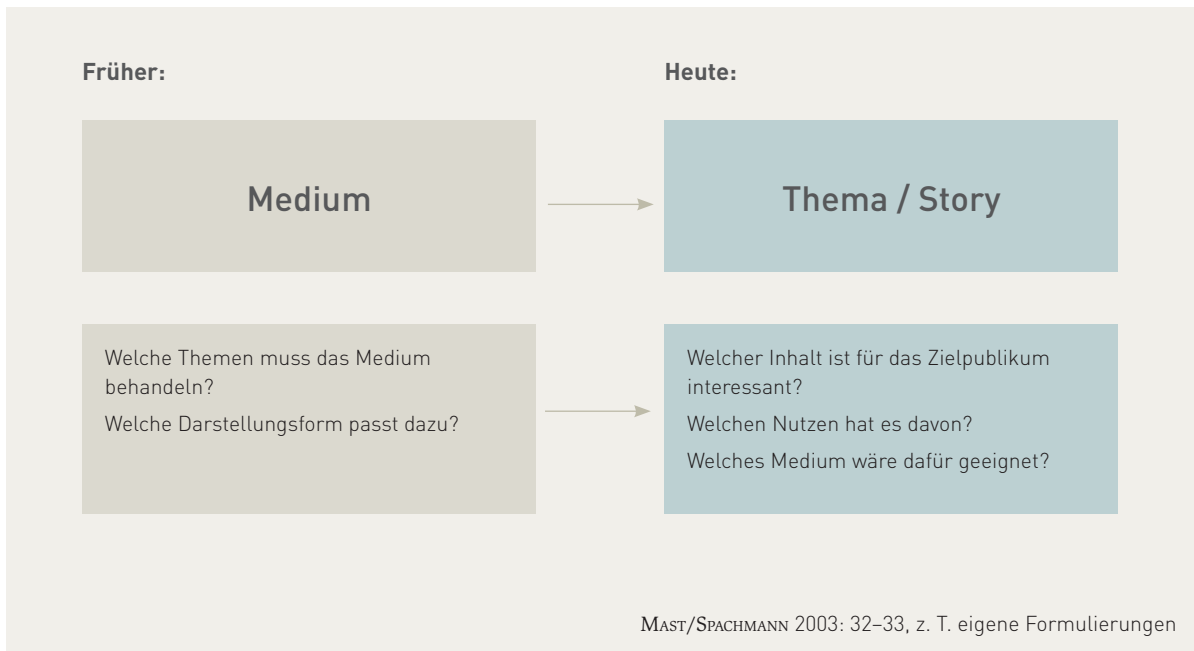 Früher:
Medium
Welche Themen muss das Medium
behandeln?
Welche Darstellungsform passt dazu?
Heute:
Thema / Story
Welcher Inhalt ist für das Zielpublikum
interessant?
Welchen Nutzen hat es davon?
Welches Medium wäre dafür geeignet?
Mast/Spachmann 2003: 32–33, z. T. eigene Formulierungen